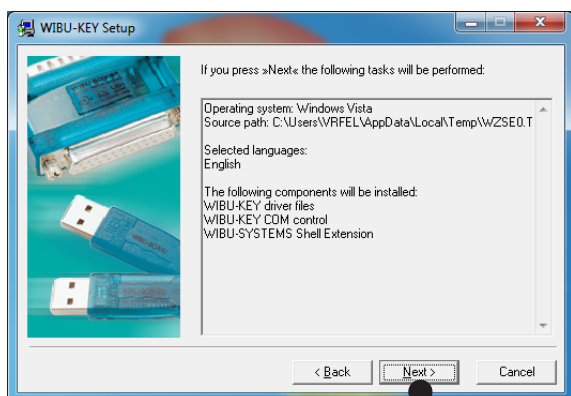 WIBU-KEY Setup
If you press »Next« the following tasks will be performed:
Operating system: Windows Vista
Source path: C:\Users\VRFEL\AppData\Local\Temp\WZSE0.T
Selected languages:
English
The following components will be installed:
WIBU-KEY driver files
WIBU-KEY COM control
WIBU-SYSTEMS Shell Extension
< Back
Next >
Cancel